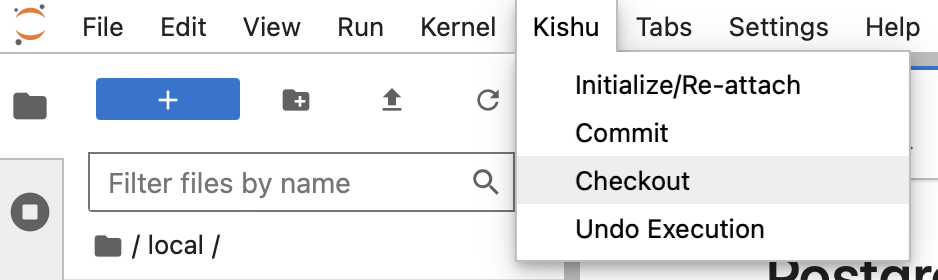 File Edit View Run Kernel Kishu Tabs Settings Help
Initialize/Re-attach
Commit
Checkout
Undo Execution
Filter files by name
/ local /